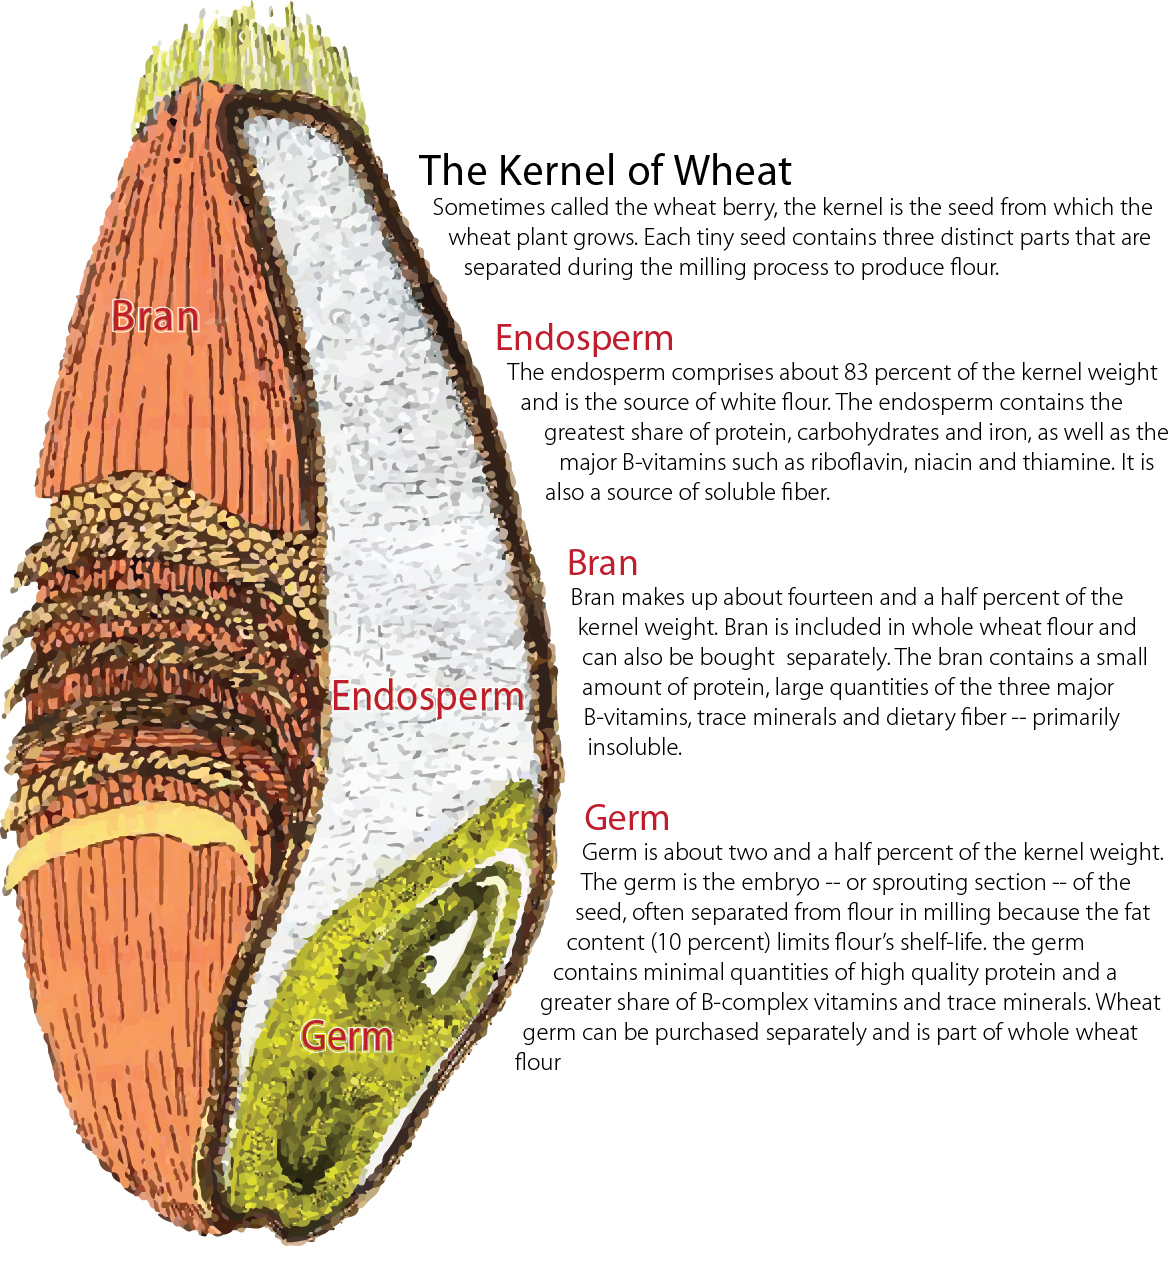 The Kernel of Wheat
Sometimes called the wheat berry, the kernel is the seed from which the
wheat plant grows. Each tiny seed contains three distinct parts that are
separated during the milling process to produce flour.
Bran
Endosperm
The endosperm comprises about 83 percent of the kernel weight
and is the source of white flour. The endosperm contains the
greatest share of protein, carbohydrates and iron, as well as the
major B-vitamins such as riboflavin, niacin and thiamine. It is
also a source of soluble fiber.
Bran
Bran makes up about fourteen and a half percent of the
kernel weight. Bran is included in whole wheat flour and
can also be bought  separately. The bran contains a small
amount of protein, large quantities of the three major
B-vitamins, trace minerals and dietary fiber -- primarily
insoluble.
Endosperm
Germ
Germ is about two and a half percent of the kernel weight.
The germ is the embryo -- or sprouting section -- of the
seed, often separated from flour in milling because the fat
content (10 percent) limits flour’s shelf-life. the germ
contains minimal quantities of high quality protein and a
greater share of B-complex vitamins and trace minerals. Wheat
germ can be purchased separately and is part of whole wheat
flour
Germ